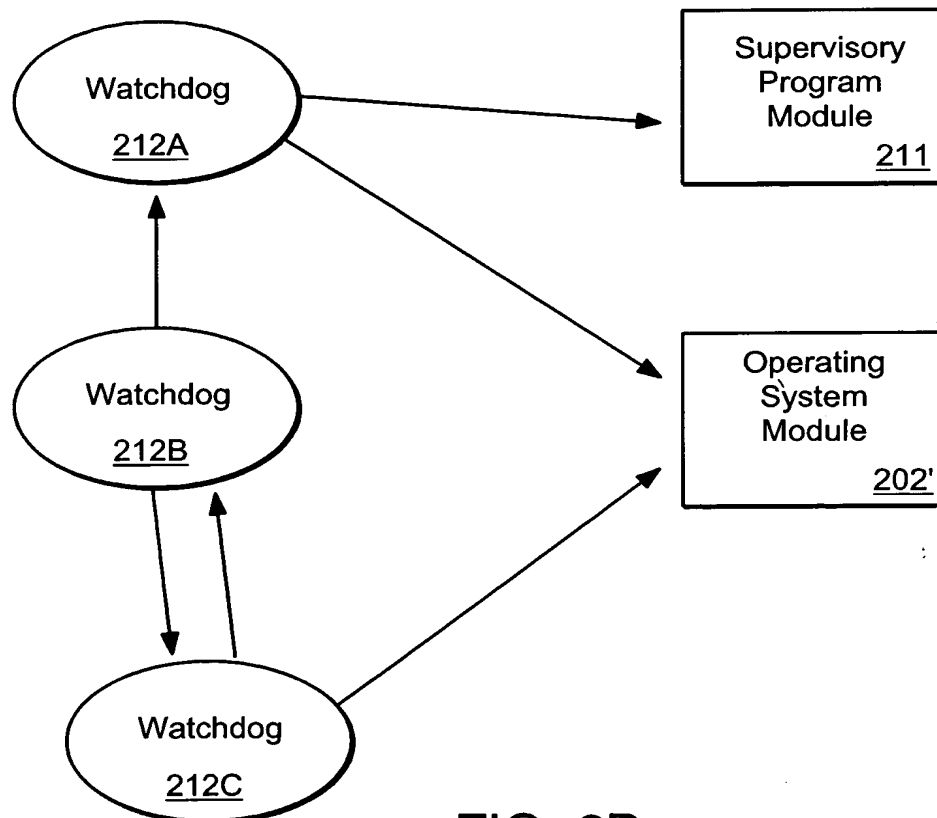 Watchdog
212A
Supervisory
Program
Module
211
Watchdog
212B
Operating
System
Module
202'
Watchdog
212C